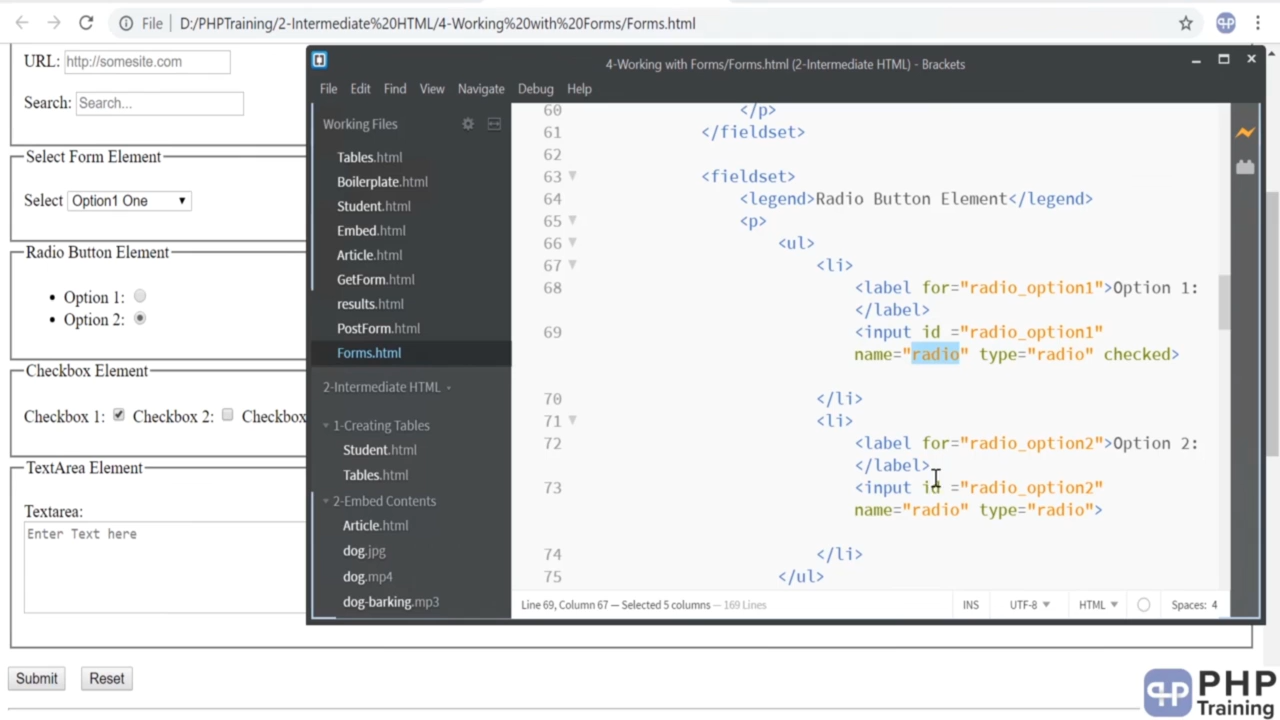 File D:/PHPTraining/2-Intermediate%20HTML/4-Working%20with%20Forms/Forms.html
URL: http://somesite.com
Search: Search...
Select Form Element
Select Option1 One
Radio Button Element
• Option 1:
• Option 2:
Checkbox Element
Checkbox 1: Checkbox 2: Checkbox
TextArea Element
Textarea:
Enter Text here
Submit Reset
4-Working with Forms/Forms.html (2-Intermediate HTML) - Brackets
File Edit Find View Navigate Debug Help
Working Files
Tables.html
Boilerplate.html
Student.html
Embed.html
Article.html
GetForm.html
results.html
PostForm.html
Forms.html
2-Intermediate HTML
1-Creating Tables
Student.html
Tables.html
2-Embed Contents
Article.html
dog.jpg
dog.mp4
dog-barking.mp3
60 </p>
61 </fieldset>
62
63 <fieldset>
64 <legend>Radio Button Element</legend>
65 <p>
66 <ul>
67 <li>
68 <label for="radio_option1">Option 1:
</label>
69 <input id ="radio_option1"
name="radio" type="radio" checked>
70 </li>
71 <li>
72 <label for="radio_option2">Option 2:
</label>
73 <input id ="radio_option2"
name="radio" type="radio">
74 </li>
75 </ul>
Line 69, Column 67 — Selected 5 columns — 169 Lines INS UTF-8 HTML Spaces: 4
PHP
Training